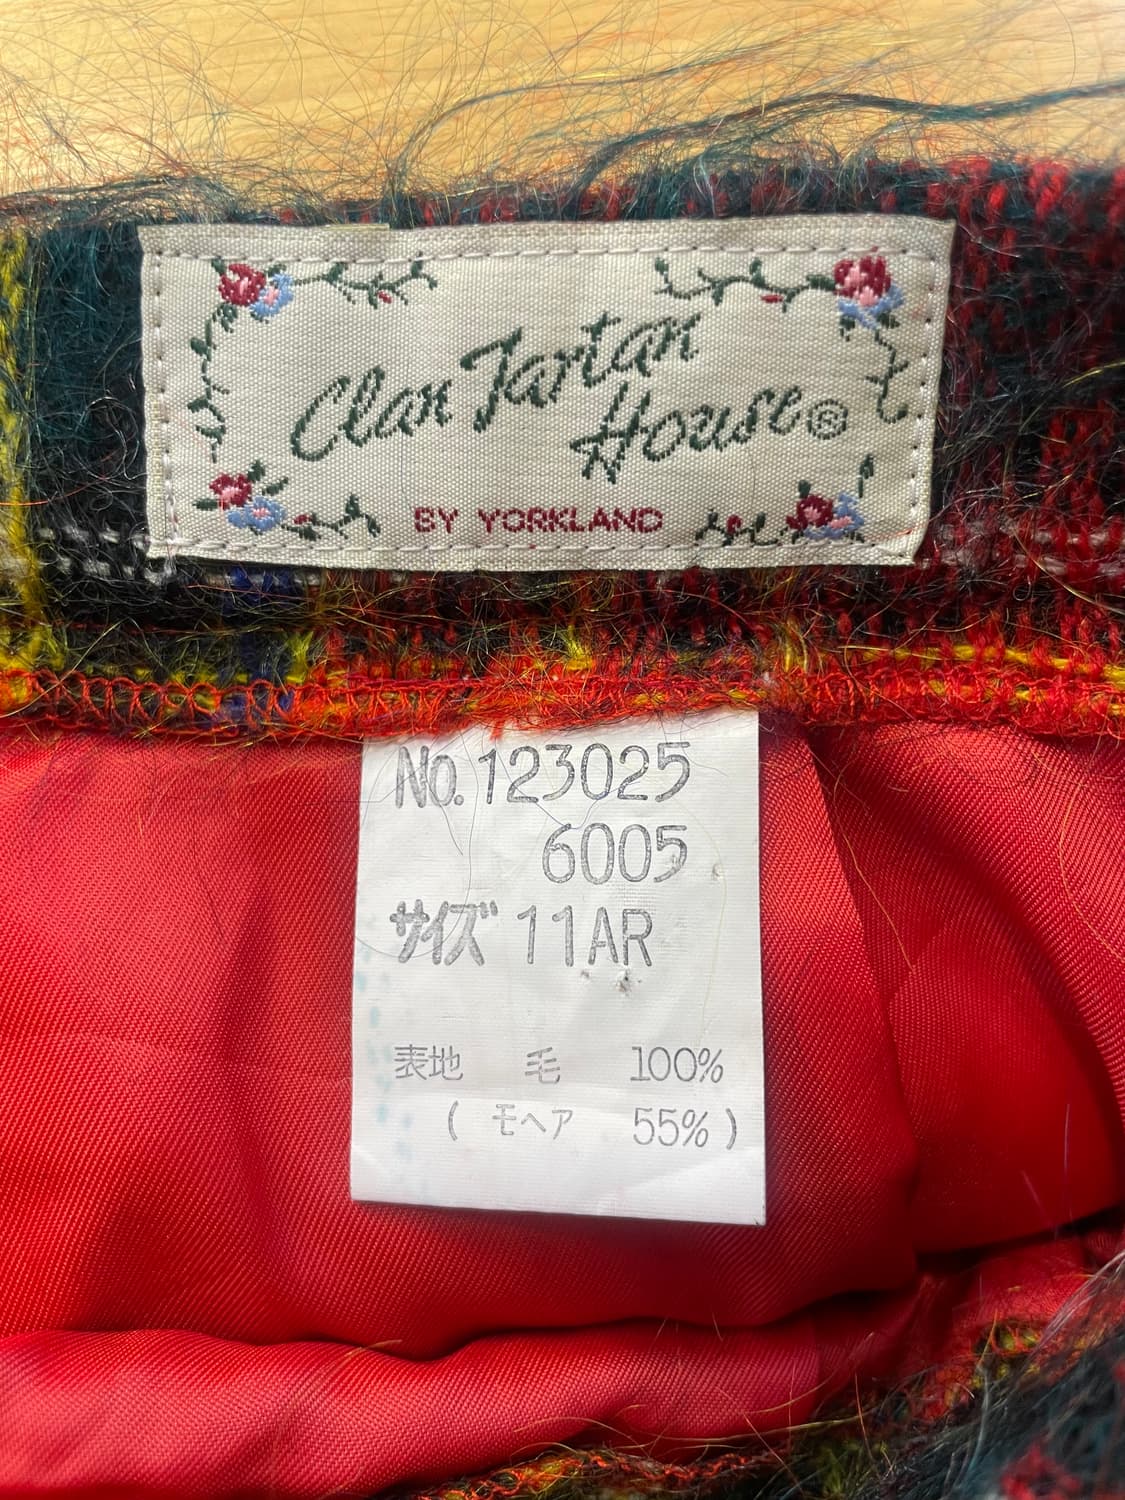 Clan Tartan
House®
BY YORKLAND
No.123025
6005
サイズ 11AR
表地 毛 100%
( モヘア 55% )